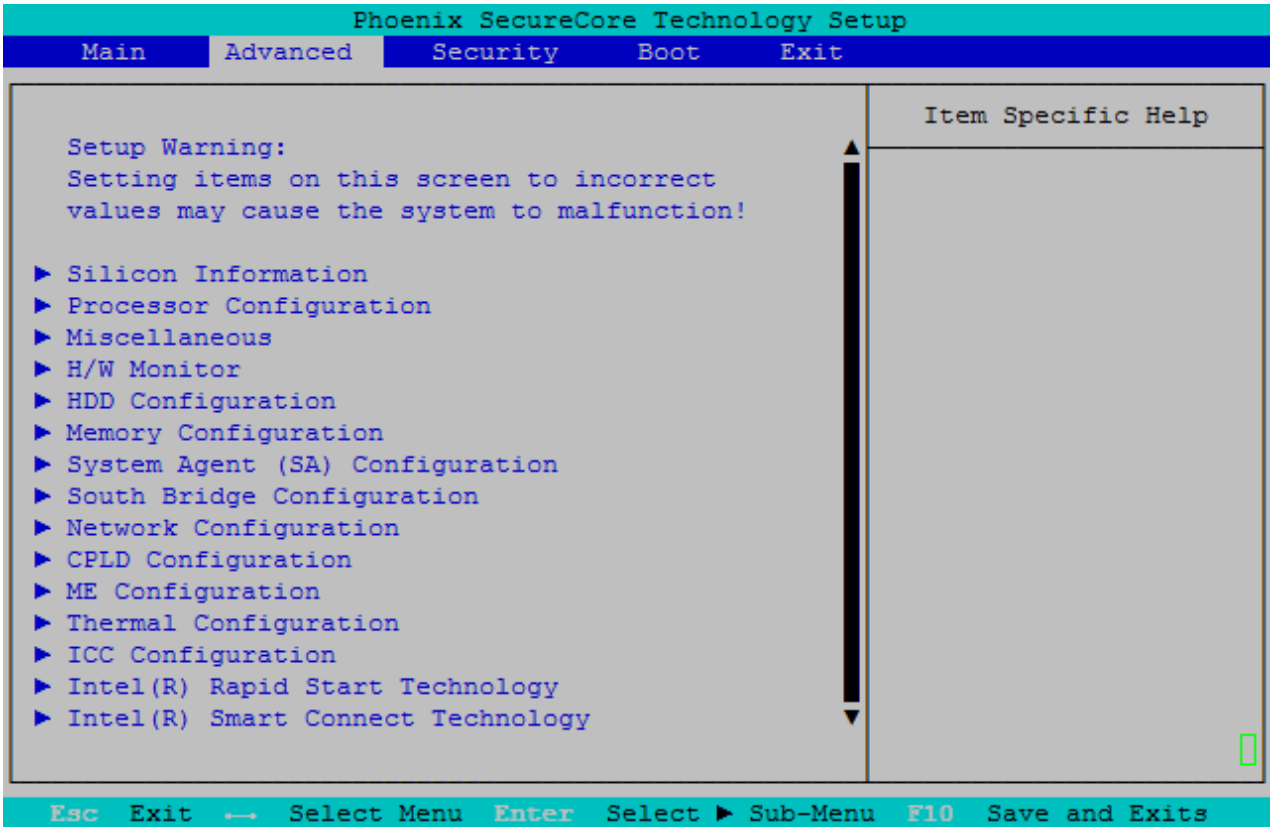 Phoenix SecureCore Technology Setup
Main Advanced Security Boot Exit
Item Specific Help
Setup Warning:
Setting items on this screen to incorrect
values may cause the system to malfunction!
► Silicon Information
► Processor Configuration
► Miscellaneous
► H/W Monitor
► HDD Configuration
► Memory Configuration
► System Agent (SA) Configuration
► South Bridge Configuration
► Network Configuration
► CPLD Configuration
► ME Configuration
► Thermal Configuration
► ICC Configuration
► Intel(R) Rapid Start Technology
► Intel(R) Smart Connect Technology
Esc Exit ←→ Select Menu Enter Select ► Sub-Menu F10 Save and Exits